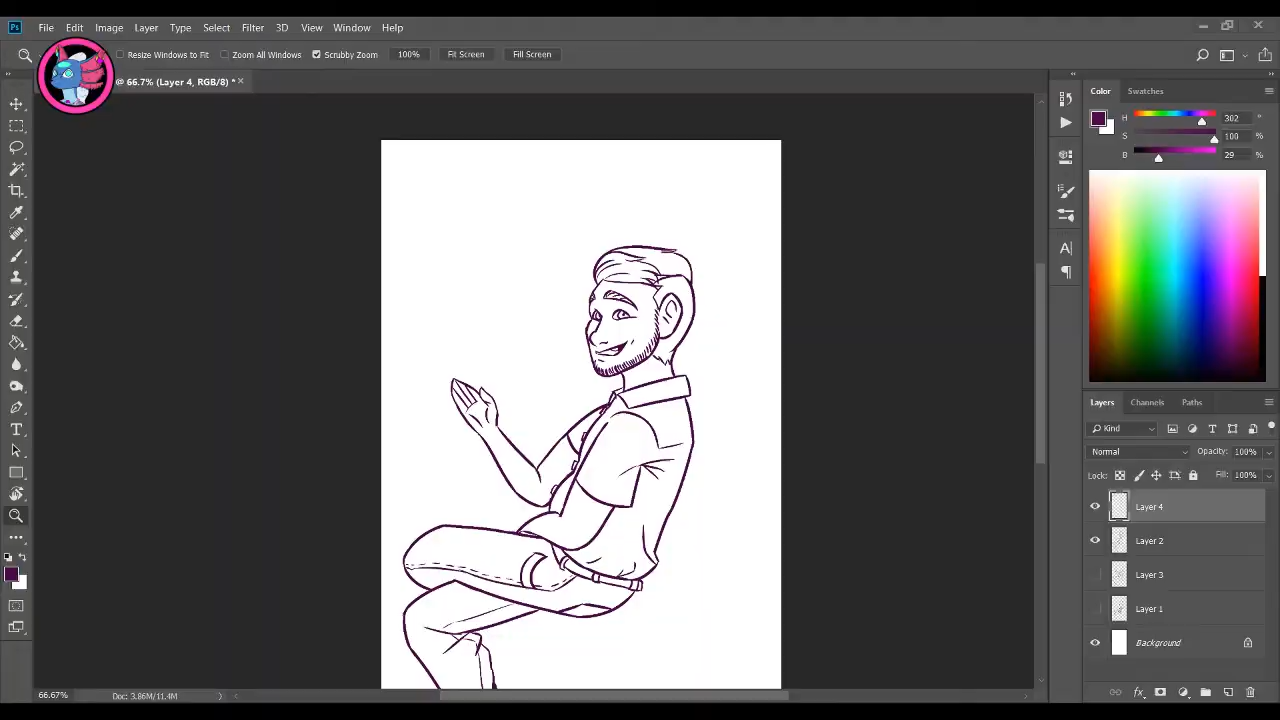 Ps File Edit Image Layer Type Select Filter 3D View Window Help
Resize Windows to Fit Zoom All Windows Scrubby Zoom 100% Fit Screen Fill Screen
@ 66.7% (Layer 4, RGB/8) *
Color Swatches
H 302 °
S 100 %
B 29 %
Layers Channels Paths
Kind
Normal Opacity: 100%
Lock: Fill: 100%
Layer 4
Layer 2
Layer 3
Layer 1
Background
66.67% Doc: 3.86M/11.4M